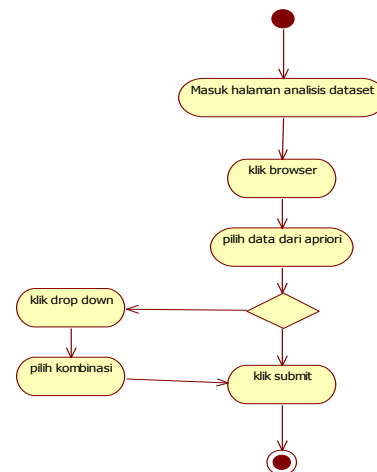 Masuk halaman analisis dataset
klik browser
pilih data dari apriori
klik drop down
pilih kombinasi
klik submit